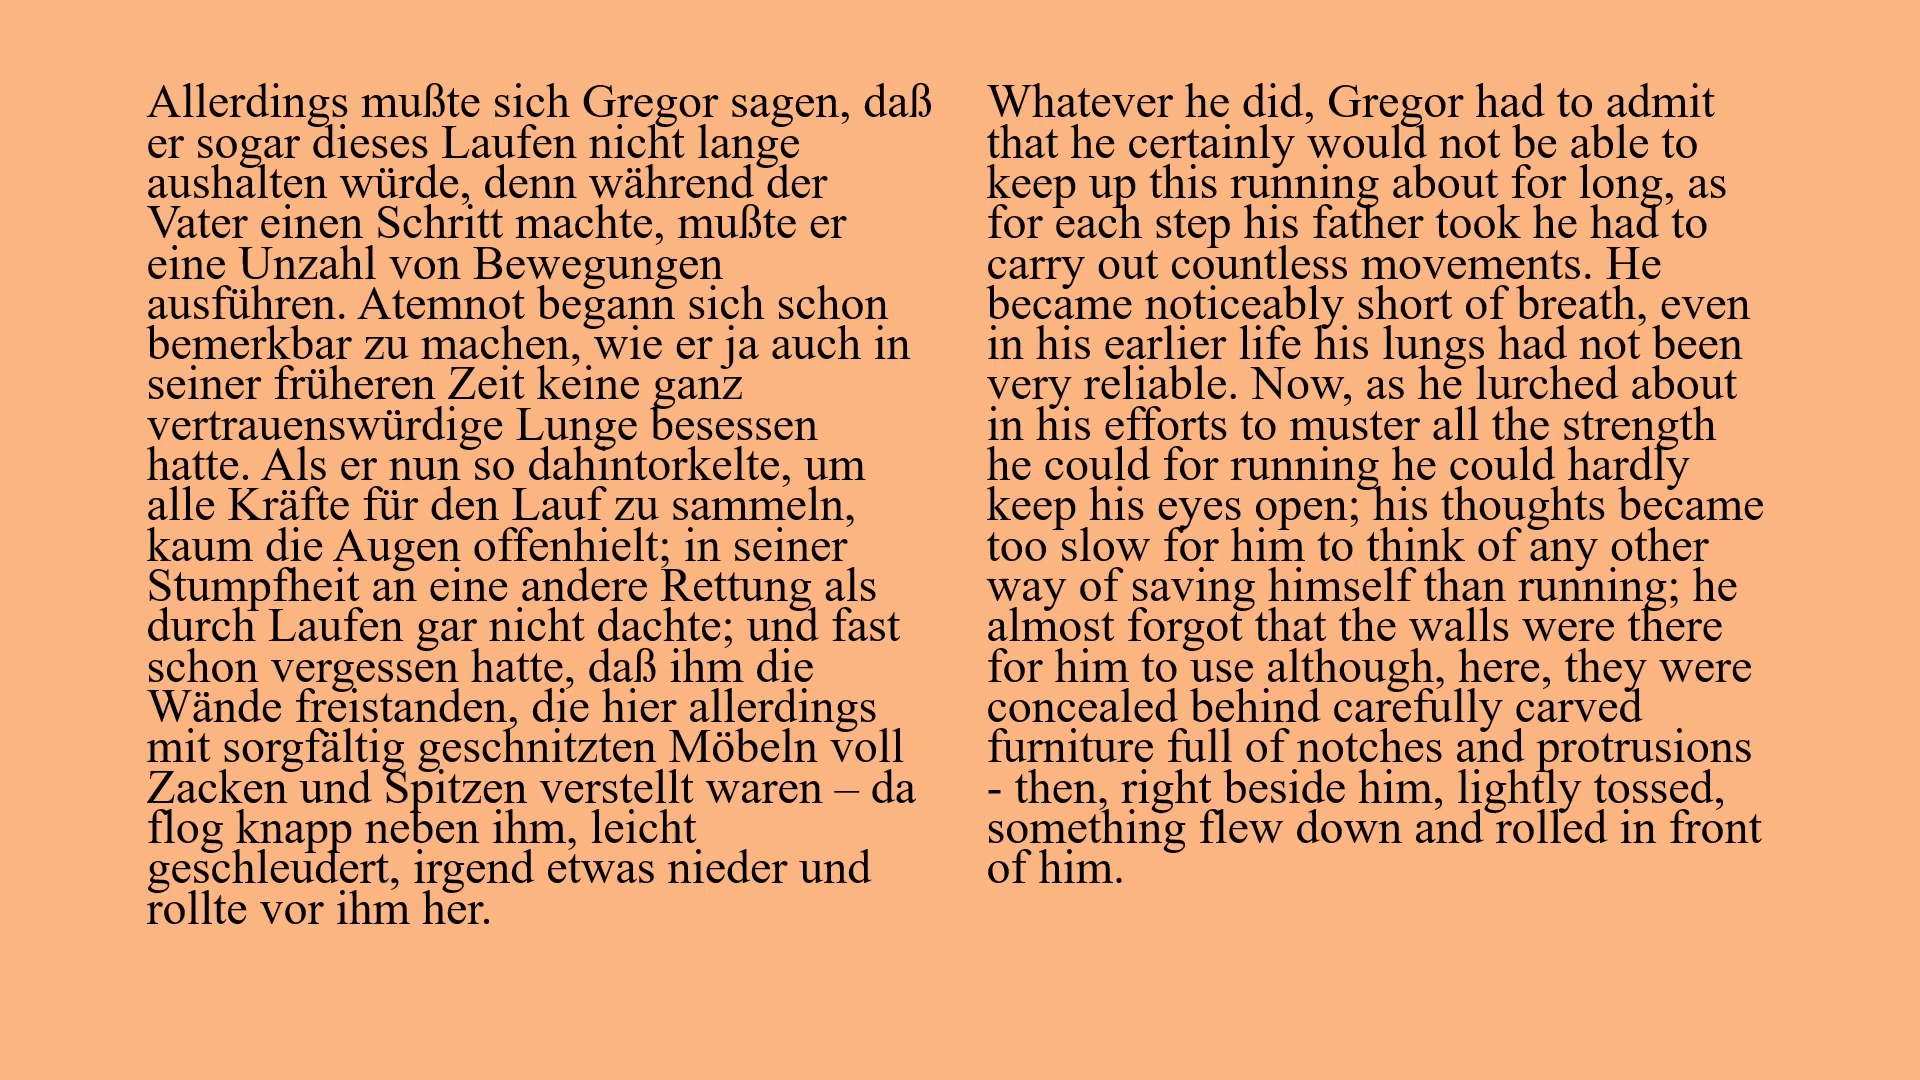 Allerdings mußte sich Gregor sagen, daß
er sogar dieses Laufen nicht lange
aushalten würde, denn während der
Vater einen Schritt machte, mußte er
eine Unzahl von Bewegungen
ausführen. Atemnot begann sich schon
bemerkbar zu machen, wie er ja auch in
seiner früheren Zeit keine ganz
vertrauenswürdige Lunge besessen
hatte. Als er nun so dahintorkelte, um
alle Kräfte für den Lauf zu sammeln,
kaum die Augen offenhielt; in seiner
Stumpfheit an eine andere Rettung als
durch Laufen gar nicht dachte; und fast
schon vergessen hatte, daß ihm die
Wände freistanden, die hier allerdings
mit sorgfältig geschnitzten Möbeln voll
Zacken und Spitzen verstellt waren – da
flog knapp neben ihm, leicht
geschleudert, irgend etwas nieder und
rollte vor ihm her.
Whatever he did, Gregor had to admit
that he certainly would not be able to
keep up this running about for long, as
for each step his father took he had to
carry out countless movements. He
became noticeably short of breath, even
in his earlier life his lungs had not been
very reliable. Now, as he lurched about
in his efforts to muster all the strength
he could for running he could hardly
keep his eyes open; his thoughts became
too slow for him to think of any other
way of saving himself than running; he
almost forgot that the walls were there
for him to use although, here, they were
concealed behind carefully carved
furniture full of notches and protrusions
- then, right beside him, lightly tossed,
something flew down and rolled in front
of him.